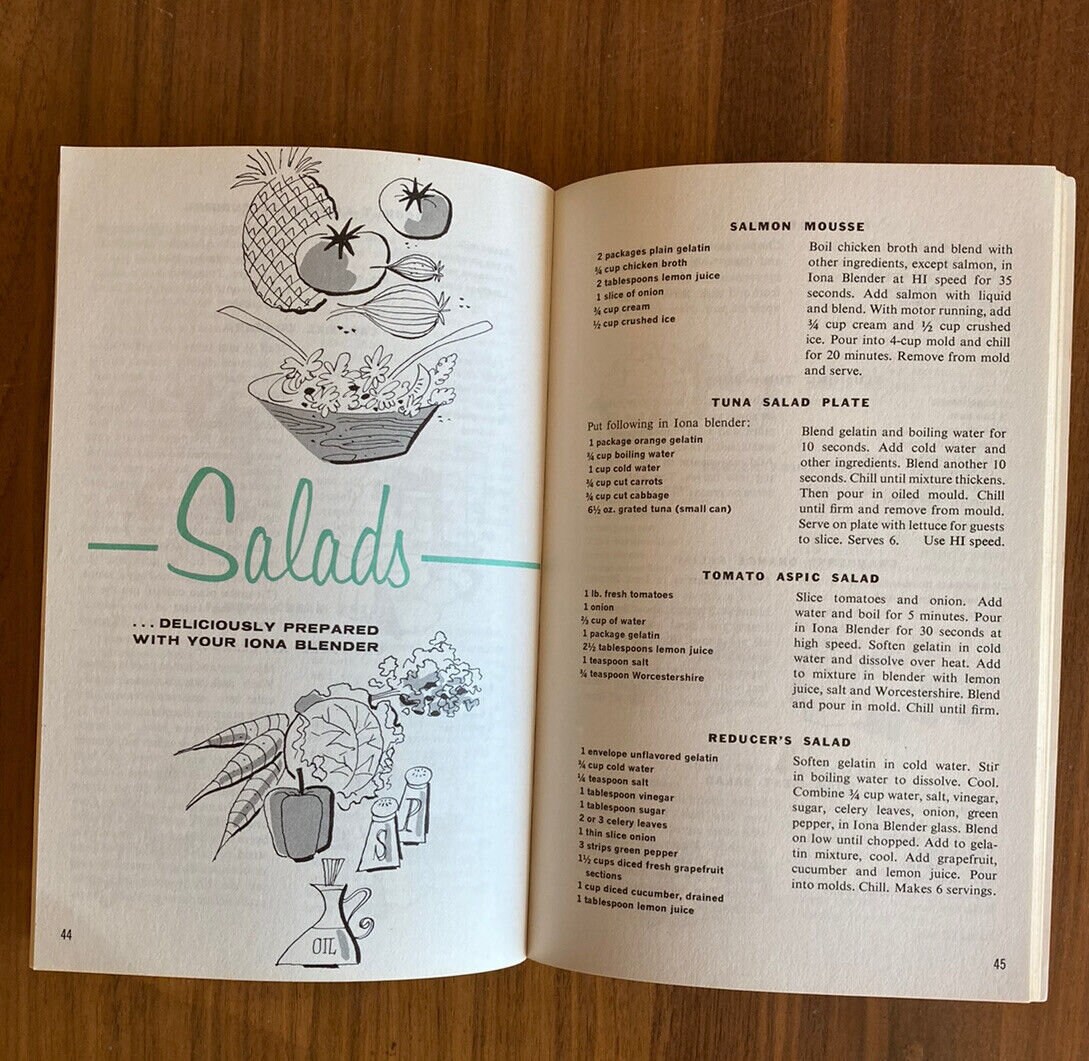 Salads
...DELICIOUSLY PREPARED
WITH YOUR IONA BLENDER
S
P
OIL
44
SALMON MOUSSE
2 packages plain gelatin
¾ cup chicken broth
2 tablespoons lemon juice
1 slice of onion
¾ cup cream
½ cup crushed ice
Boil chicken broth and blend with
other ingredients, except salmon, in
Iona Blender at HI speed for 35
seconds. Add salmon with liquid
and blend. With motor running, add
¾ cup cream and ½ cup crushed
ice. Pour into 4-cup mold and chill
for 20 minutes. Remove from mold
and serve.
TUNA SALAD PLATE
Put following in Iona blender:
1 package orange gelatin
¾ cup boiling water
1 cup cold water
¾ cup cut carrots
¾ cup cut cabbage
6½ oz. grated tuna (small can)
Blend gelatin and boiling water for
10 seconds. Add cold water and
other ingredients. Blend another 10
seconds. Chill until mixture thickens.
Then pour in oiled mould. Chill
until firm and remove from mould.
Serve on plate with lettuce for guests
to slice. Serves 6. Use HI speed.
TOMATO ASPIC SALAD
1 lb. fresh tomatoes
1 onion
⅔ cup of water
1 package gelatin
2½ tablespoons lemon juice
1 teaspoon salt
¾ teaspoon Worcestershire
Slice tomatoes and onion. Add
water and boil for 5 minutes. Pour
in Iona Blender for 30 seconds at
high speed. Soften gelatin in cold
water and dissolve over heat. Add
to mixture in blender with lemon
juice, salt and Worcestershire. Blend
and pour in mold. Chill until firm.
REDUCER'S SALAD
1 envelope unflavored gelatin
¾ cup cold water
¼ teaspoon salt
1 tablespoon vinegar
1 tablespoon sugar
2 or 3 celery leaves
1 thin slice onion
3 strips green pepper
1½ cups diced fresh grapefruit
sections
1 cup diced cucumber, drained
1 tablespoon lemon juice
Soften gelatin in cold water. Stir
in boiling water to dissolve. Cool.
Combine ¾ cup water, salt, vinegar,
sugar, celery leaves, onion, green
pepper, in Iona Blender glass. Blend
on low until chopped. Add to gela-
tin mixture, cool. Add grapefruit,
cucumber and lemon juice. Pour
into molds. Chill. Makes 6 servings.
45